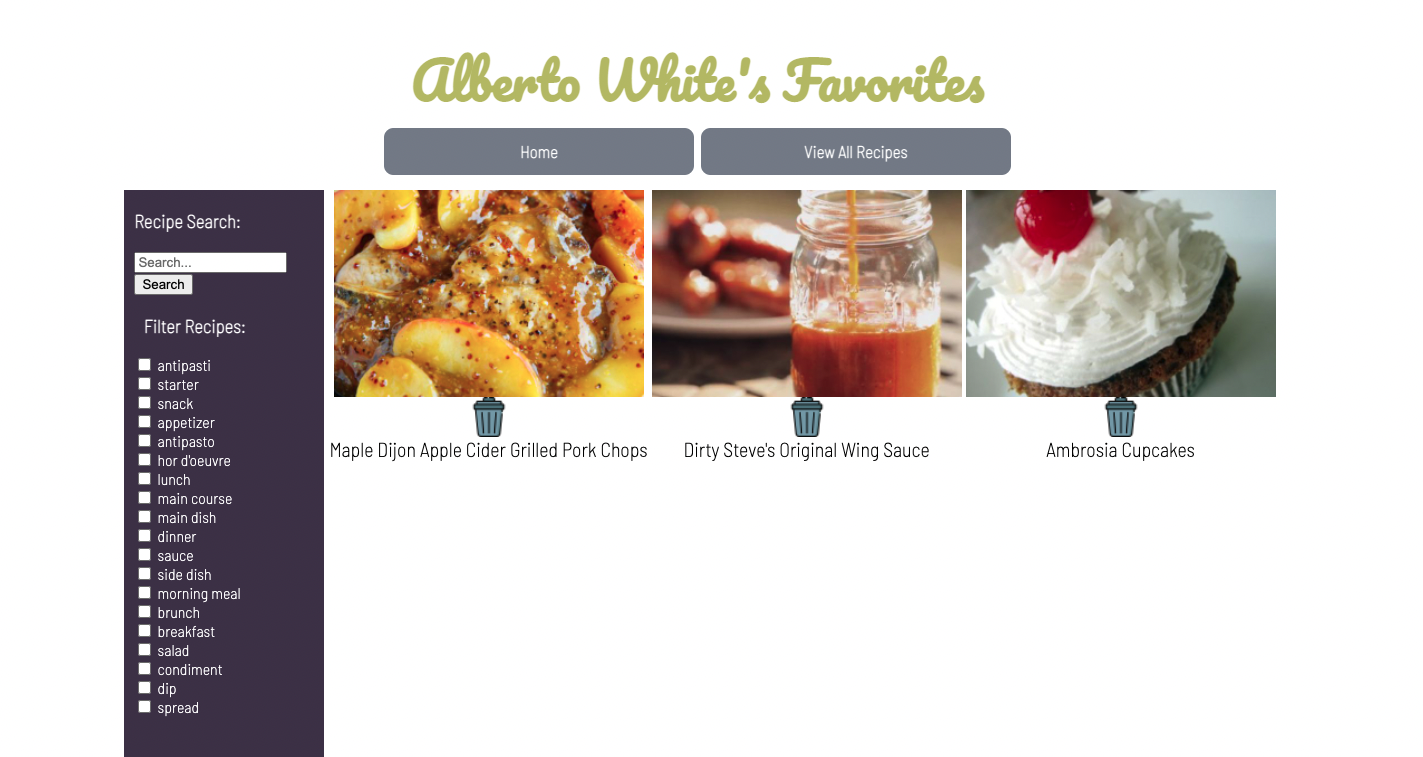 Alberto White's Favorites
Home
View All Recipes
Recipe Search:
Search...
Search
Filter Recipes:
antipasti
starter
snack
appetizer
antipasto
hor d'oeuvre
lunch
main course
main dish
dinner
sauce
side dish
morning meal
brunch
breakfast
salad
condiment
dip
spread
Maple Dijon Apple Cider Grilled Pork Chops
Dirty Steve's Original Wing Sauce
Ambrosia Cupcakes